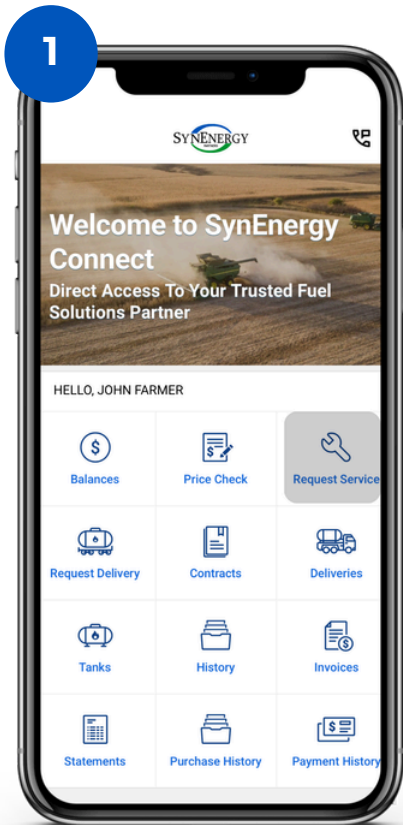 1
SYNENERGY
PARTNERS
Welcome to SynEnergy
Connect
Direct Access To Your Trusted Fuel
Solutions Partner
HELLO, JOHN FARMER
Balances
Price Check
Request Service
Request Delivery
Contracts
Deliveries
Tanks
History
Invoices
Statements
Purchase History
Payment History